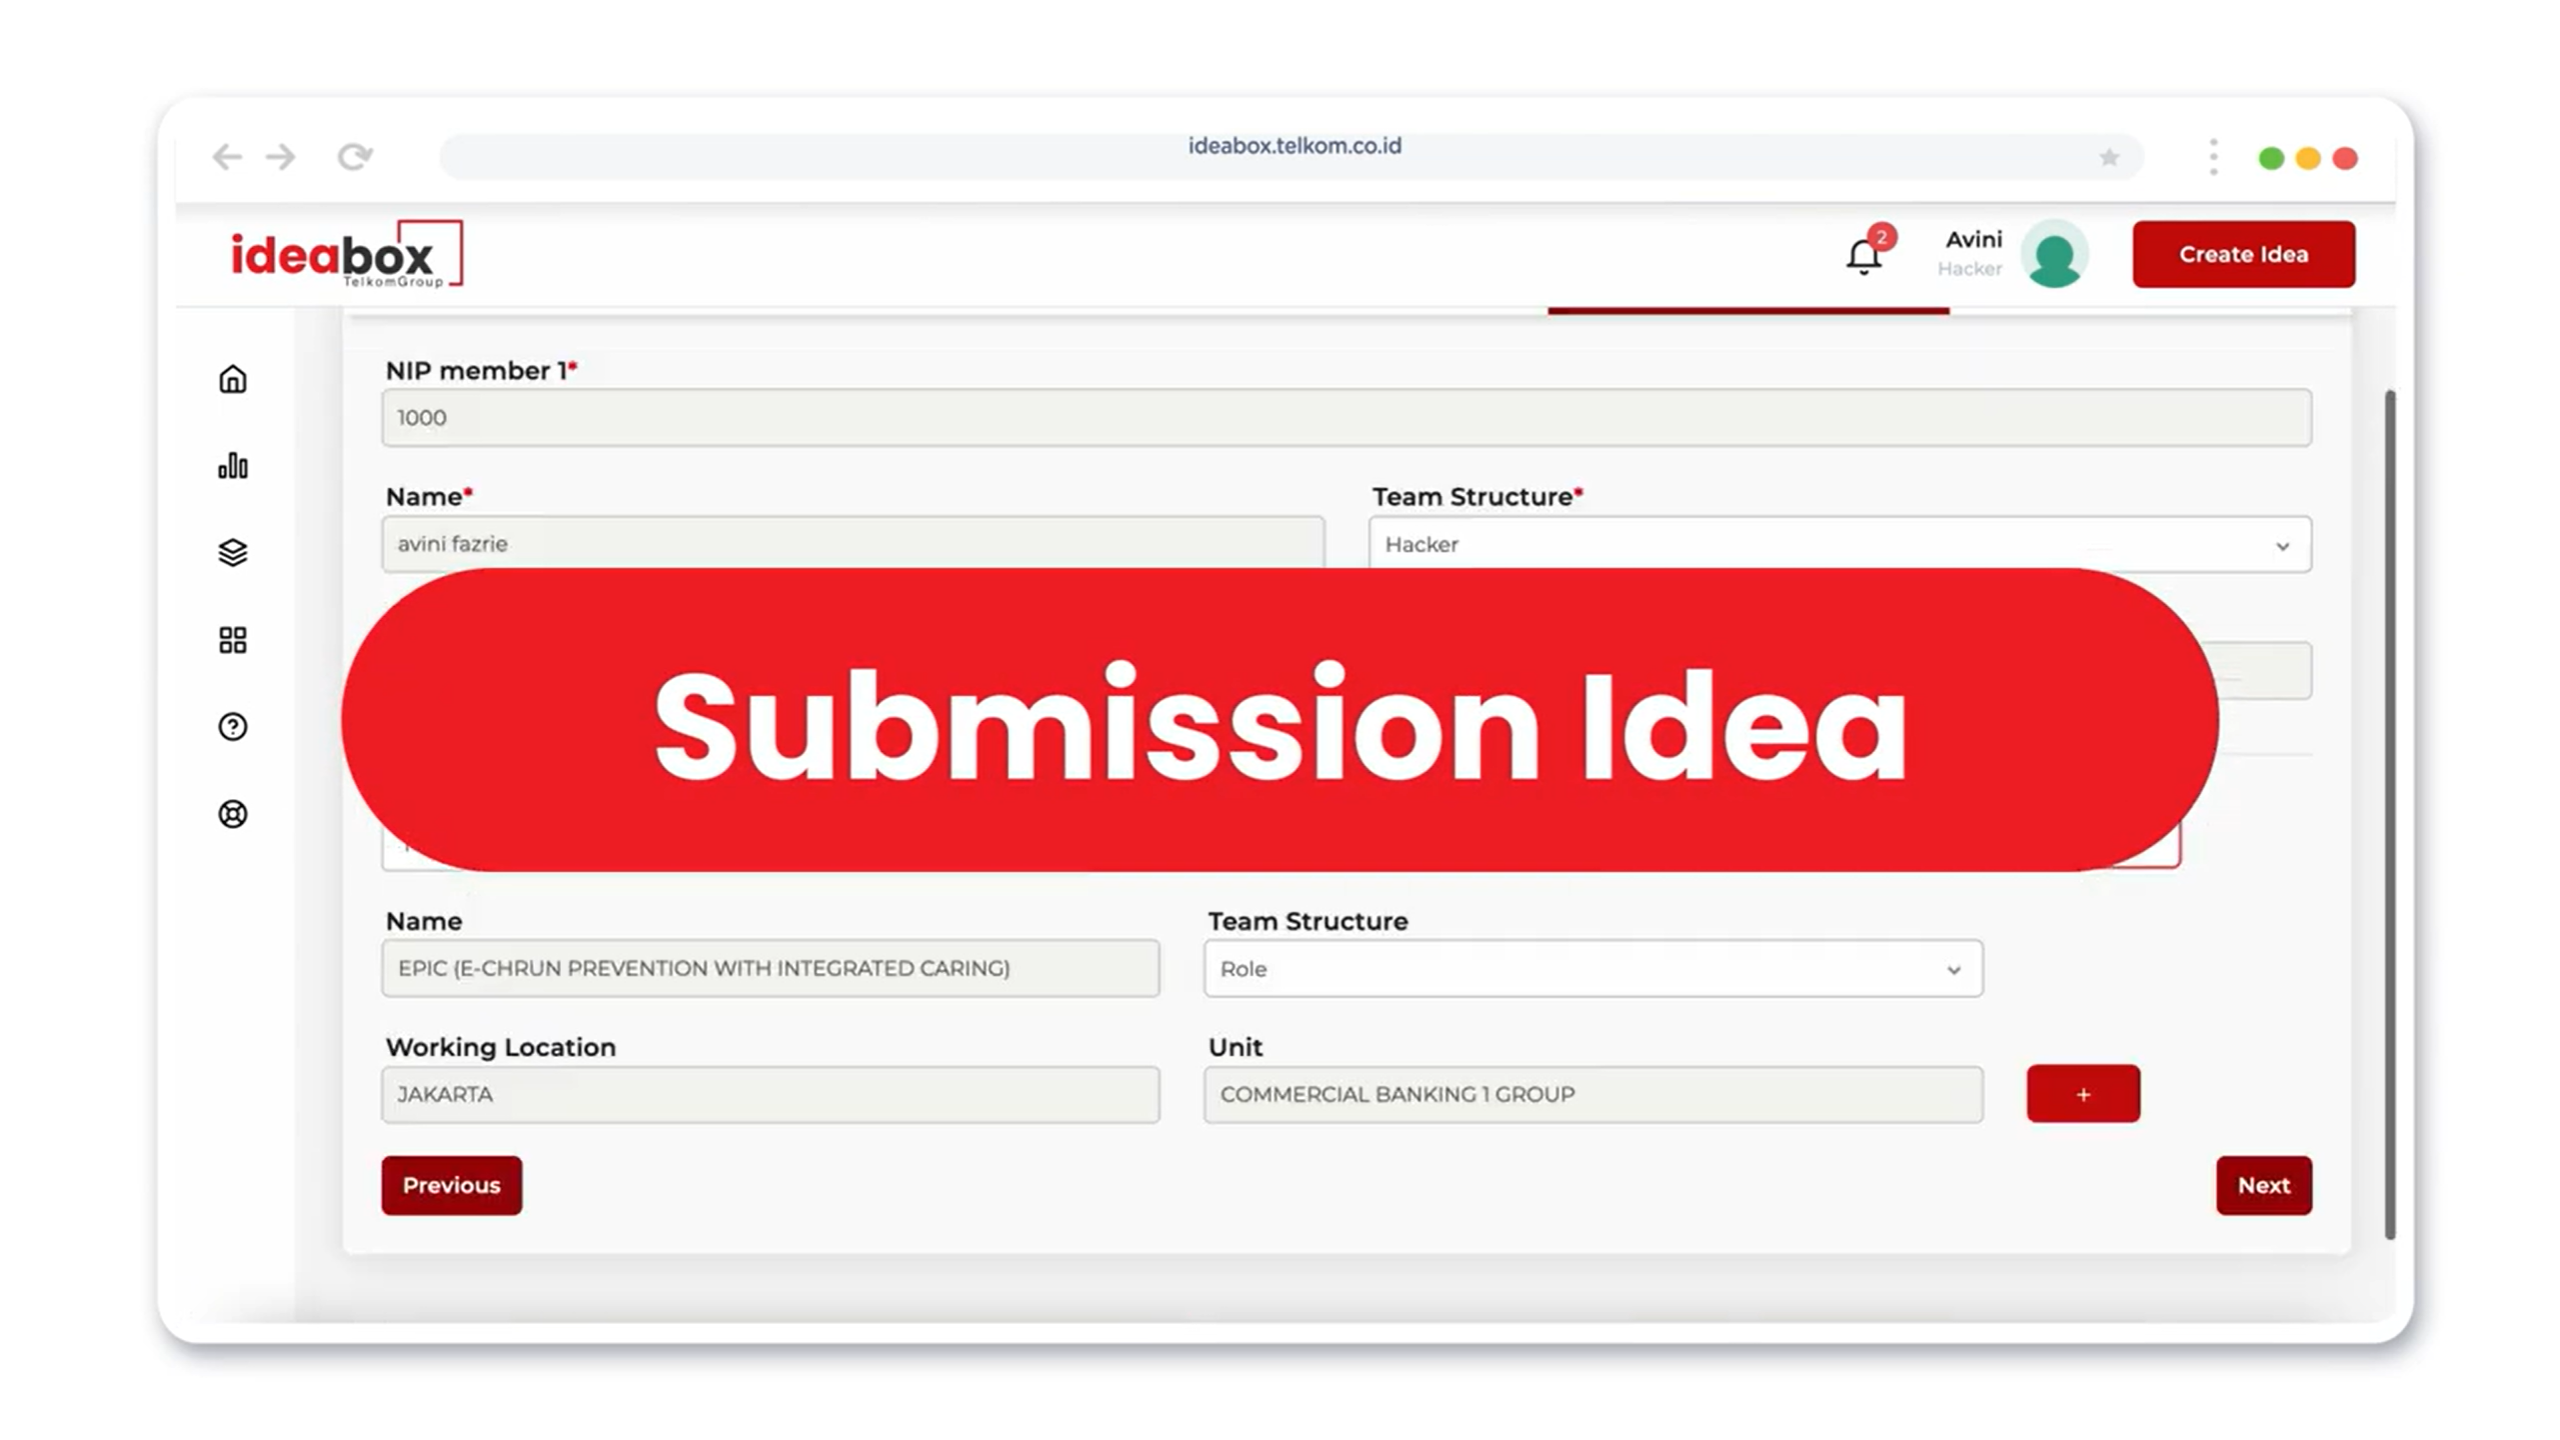 ideabox.telkom.co.id
ideabox
TelkomGroup
2
Avini
Hacker
Create Idea
NIP member 1*
1000
Name*
Team Structure*
avini fazrie
Hacker
Submission Idea
Name
Team Structure
EPIC (E-CHRUN PREVENTION WITH INTEGRATED CARING)
Role
Working Location
Unit
JAKARTA
COMMERCIAL BANKING 1 GROUP
+
Previous
Next